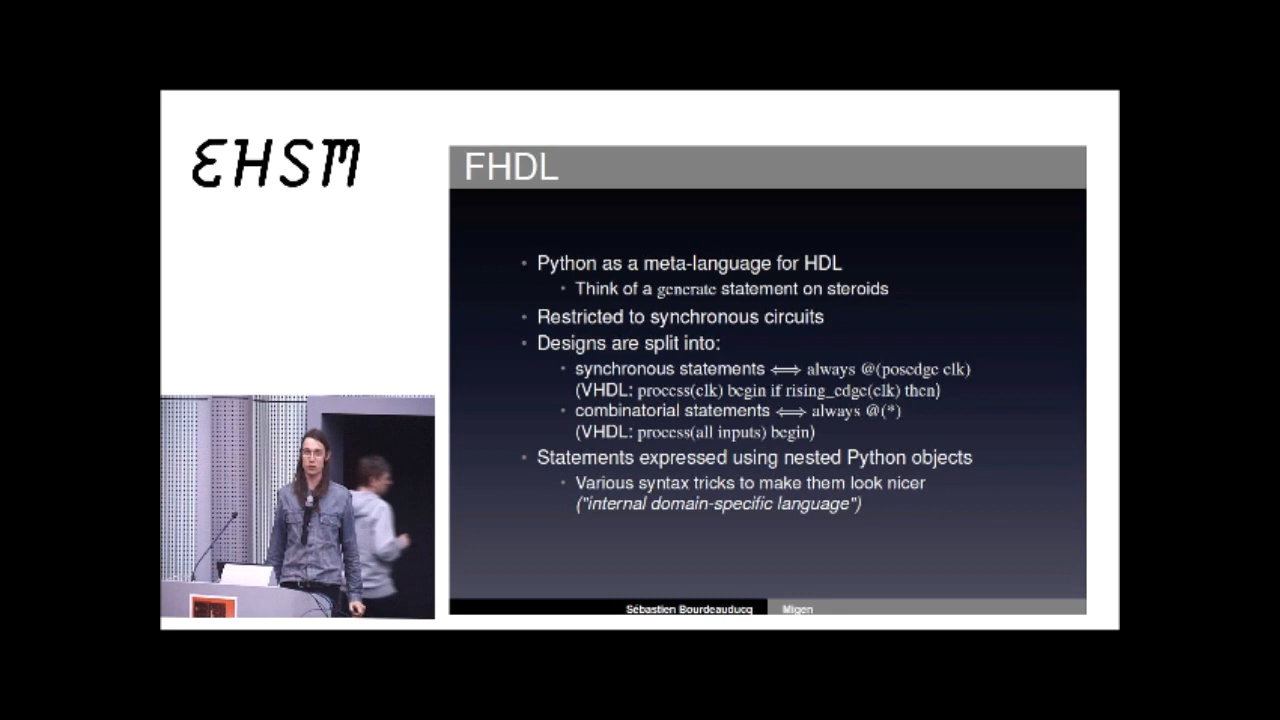 EHSM
FHDL
Python as a meta-language for HDL
Think of a generate statement on steroids
Restricted to synchronous circuits
Designs are split into:
synchronous statements ⟺ always @(posedge clk)
(VHDL: process(clk) begin if rising_edge(clk) then)
combinatorial statements ⟺ always @(*)
(VHDL: process(all inputs) begin)
Statements expressed using nested Python objects
Various syntax tricks to make them look nicer
("internal domain-specific language")
Sébastien Bourdeauducq Migen